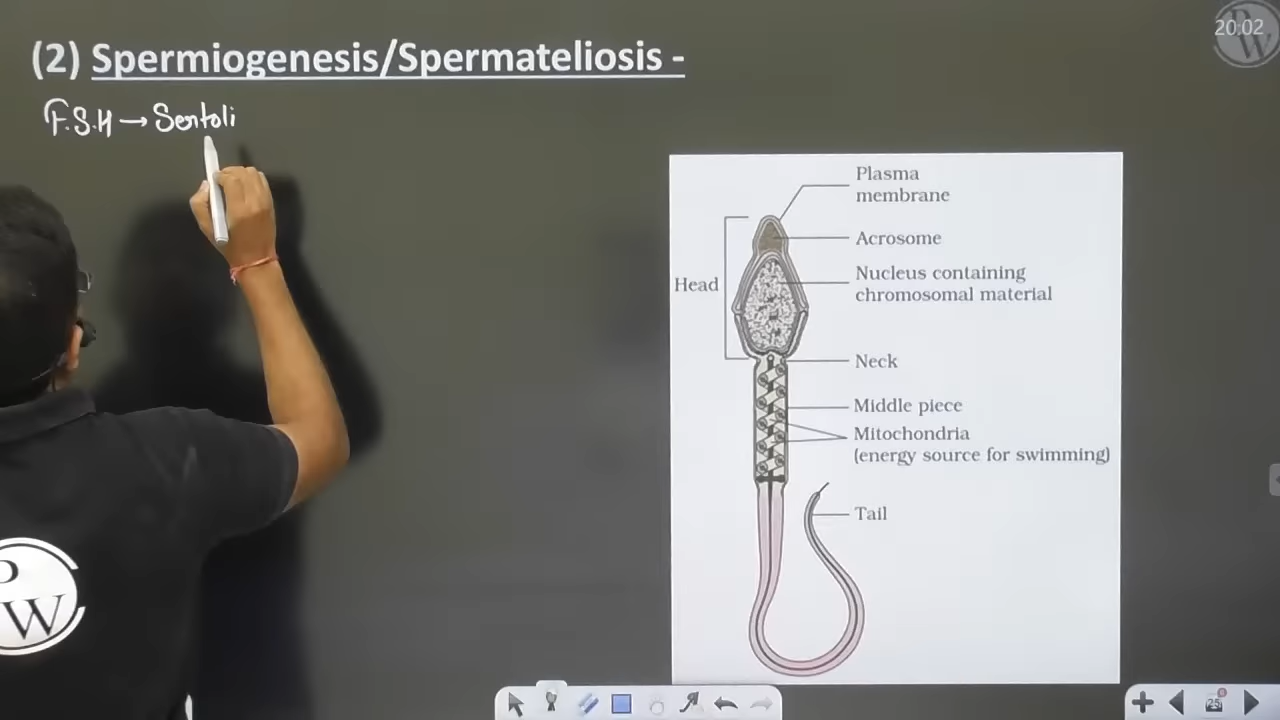 20:02
(2) Spermiogenesis/Spermateliosis -
F.S.H → Sertoli
Plasma
membrane
Acrosome
Head
Nucleus containing
chromosomal material
Neck
Middle piece
Mitochondria
(energy source for swimming)
Tail
P
W
25